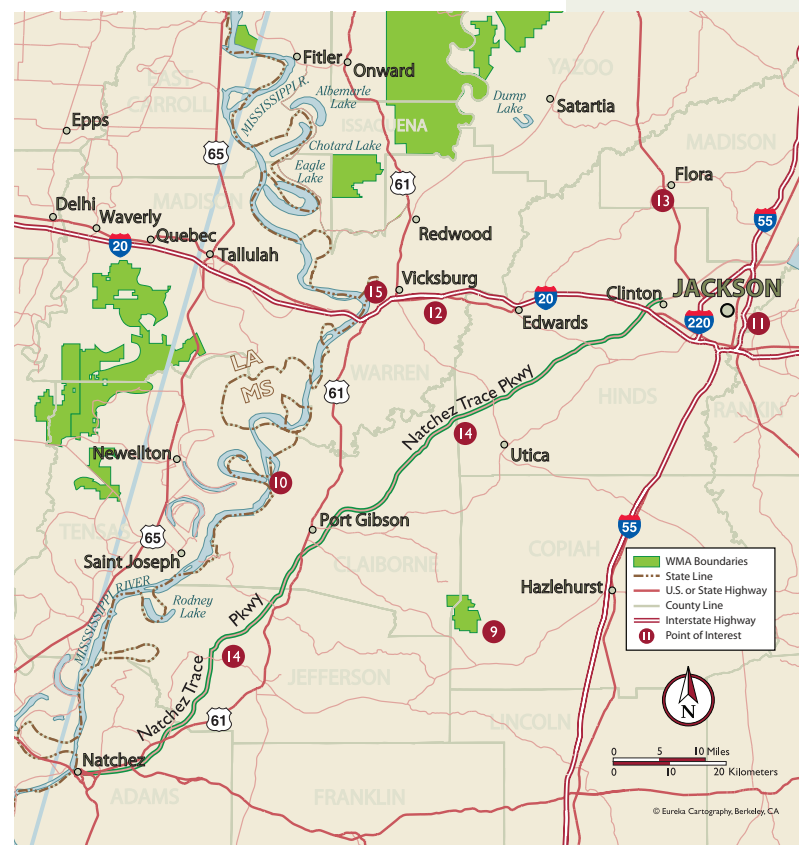 Fitler
Onward
EAST
CARROLL
YAZOO
MISSISSIPPI R.
Albemarle
Lake
Dump
Lake
Satartia
Epps
ISSAQUENA
65
Chotard Lake
MADISON
Eagle
Lake
61
Flora
MADISON
13
Delhi
Waverly
55
20
Quebec
Redwood
Tallulah
15
Vicksburg
12
20
Edwards
Clinton
JACKSON
220
11
LA
MS
WARREN
61
Natchez Trace Pkwy
HINDS
RANKIN
14
Newellton
Utica
10
TENSAS
65
Port Gibson
55
Saint Joseph
CLAIBORNE
COPIAH
MISSISSIPPI RIVER
Rodney
Lake
Hazlehurst
WMA Boundaries
State Line
U.S. or State Highway
County Line
Interstate Highway
11 Point of Interest
9
Natchez Trace Pkwy
14
JEFFERSON
61
LINCOLN
N
Natchez
0 5 10 Miles
0 10 20 Kilometers
ADAMS
FRANKLIN
© Eureka Cartography, Berkeley, CA